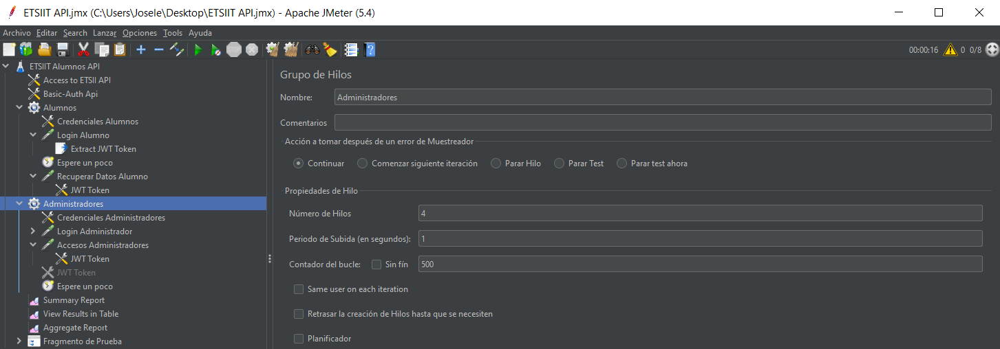 ETSIIT API.jmx (C:\Users\Josele\Desktop\ETSIIT API.jmx) - Apache JMeter (5.4)
Archivo Editar Search Lanzar Opciones Tools Ayuda
00:00:16 0 0/8
ETSIIT Alumnos API
Access to ETSII API
Basic-Auth Api
Alumnos
Credenciales Alumnos
Login Alumno
Extract JWT Token
Espere un poco
Recuperar Datos Alumno
JWT Token
Administradores
Credenciales Administradores
Login Administrador
Accesos Administradores
JWT Token
JWT Token
Espere un poco
Summary Report
View Results in Table
Aggregate Report
Fragmento de Prueba
Grupo de Hilos
Nombre: Administradores
Comentarios
Acción a tomar después de un error de Muestreador
Continuar Comenzar siguiente iteración Parar Hilo Parar Test Parar test ahora
Propiedades de Hilo
Número de Hilos 4
Periodo de Subida (en segundos): 1
Contador del bucle: Sin fín 500
Same user on each iteration
Retrasar la creación de Hilos hasta que se necesiten
Planificador